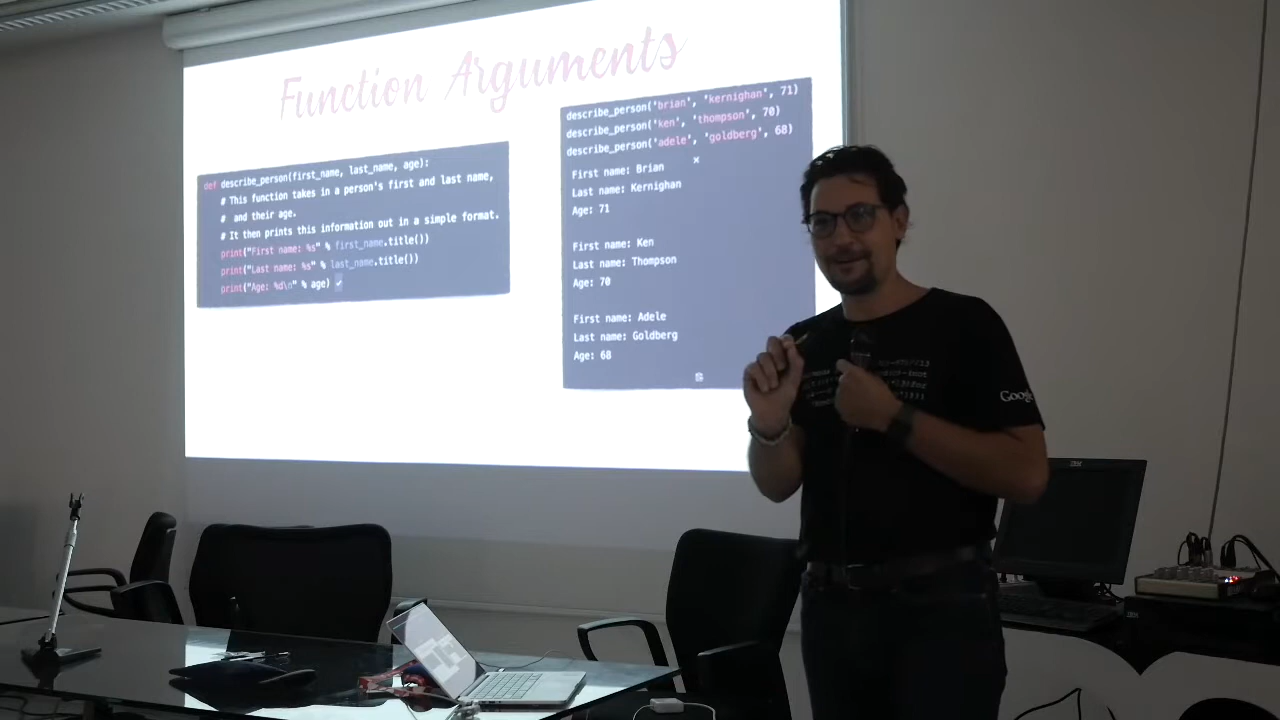 Function Arguments
def describe_person(first_name, last_name, age):
# This function takes in a person's first and last name,
#  and their age.
# It then prints this information out in a simple format.
print("First name: %s" % first_name.title())
print("Last name: %s" % last_name.title())
print("Age: %d\n" % age)
describe_person('brian', 'kernighan', 71)
describe_person('ken', 'thompson', 70)
describe_person('adele', 'goldberg', 68)
First name: Brian
Last name: Kernighan
Age: 71
First name: Ken
Last name: Thompson
Age: 70
First name: Adele
Last name: Goldberg
Age: 68
Google
IBM